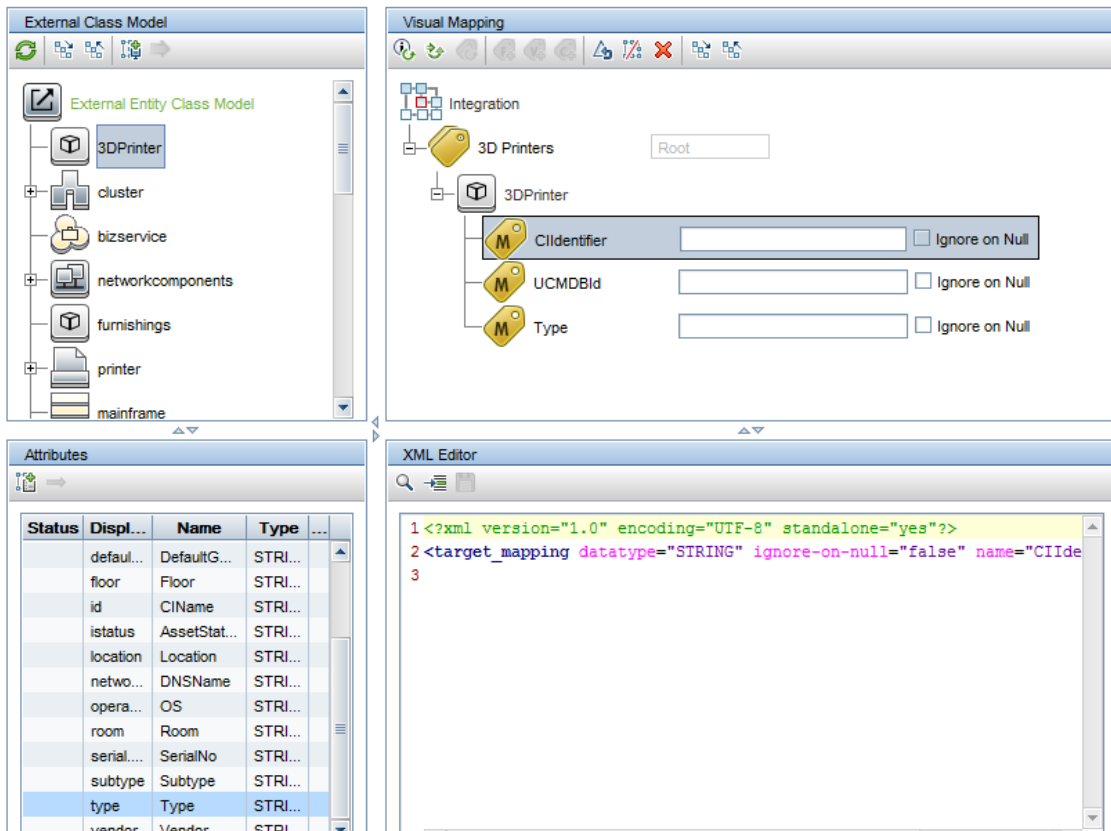 External Class Model
External Entity Class Model
3DPrinter
cluster
bizservice
networkcomponents
furnishings
printer
mainframe
Visual Mapping
Integration
3D Printers Root
3DPrinter
M CIIdentifier Ignore on Null
M UCMDBId Ignore on Null
M Type Ignore on Null
Attributes
Status Displ... Name Type ...
defaul... DefaultG... STRI...
floor Floor STRI...
id CIName STRI...
istatus AssetStat... STRI...
location Location STRI...
netwo... DNSName STRI...
opera... OS STRI...
room Room STRI...
serial.... SerialNo STRI...
subtype Subtype STRI...
type Type STRI...
vendor Vendor STRI...
XML Editor
1 <?xml version="1.0" encoding="UTF-8" standalone="yes"?>
2 <target_mapping datatype="STRING" ignore-on-null="false" name="CIIde
3